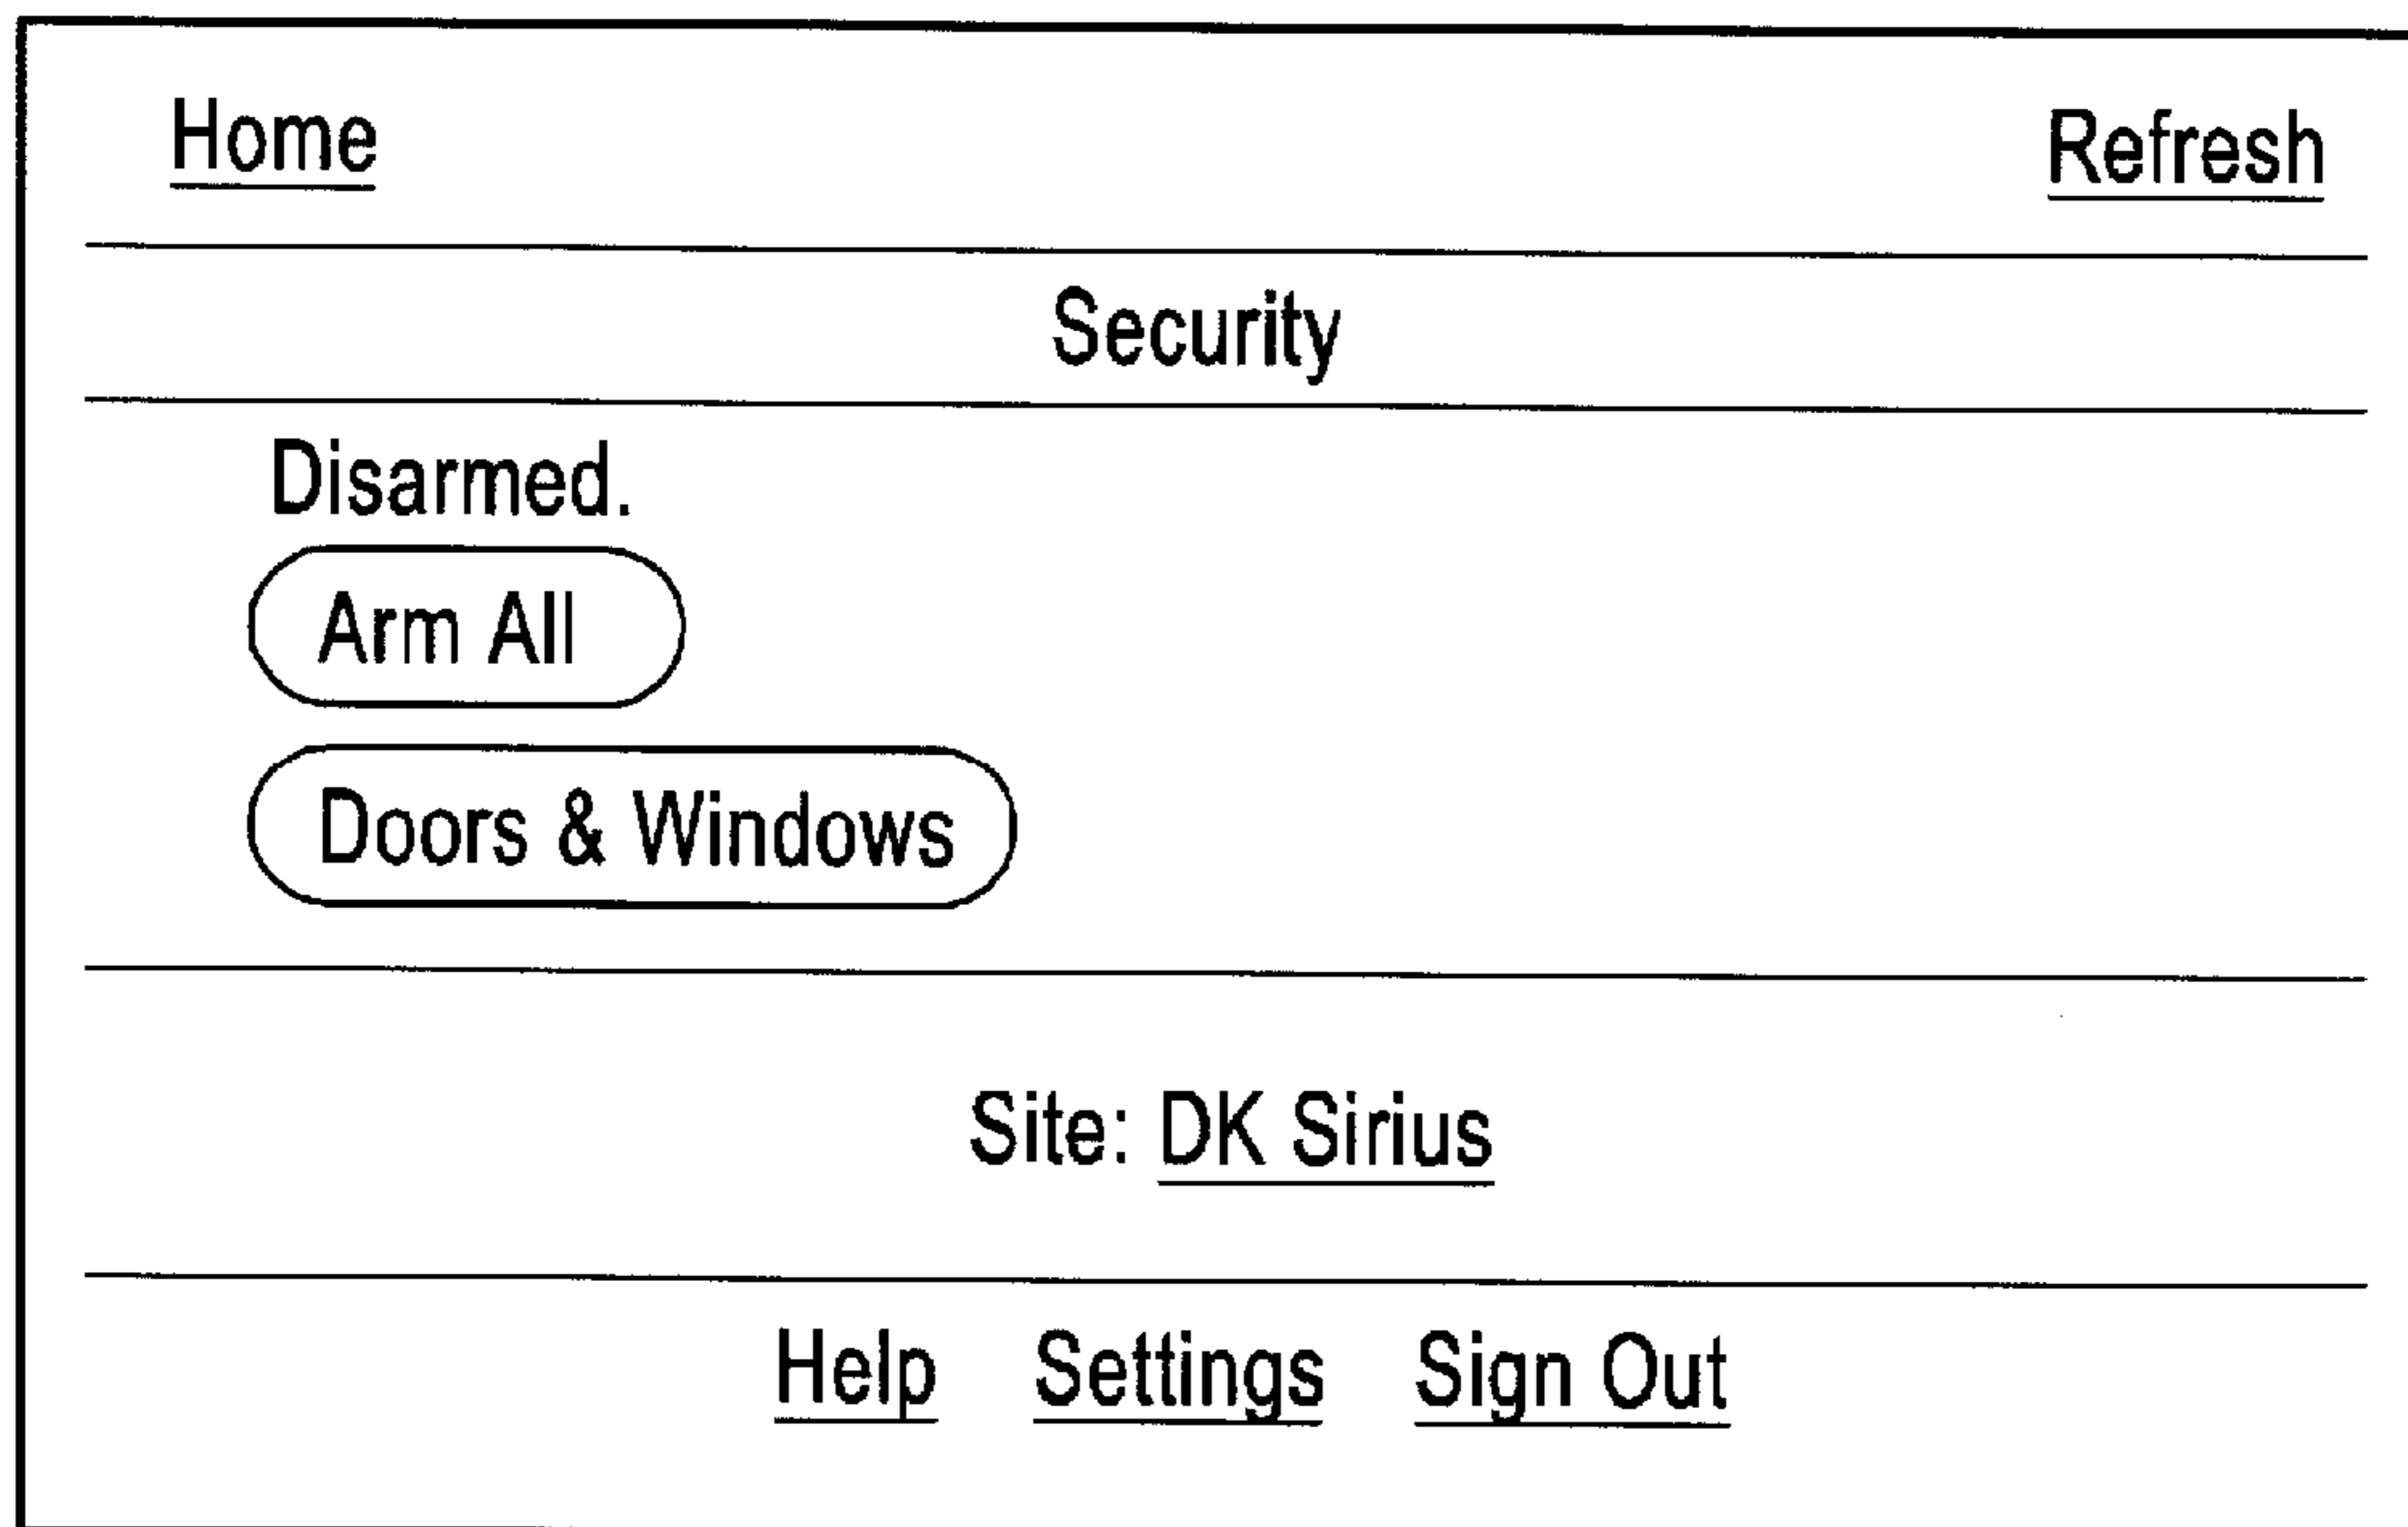 Home Refresh
Security
Disarmed.
Arm All
Doors & Windows
Site: DK Sirius
Help Settings Sign Out